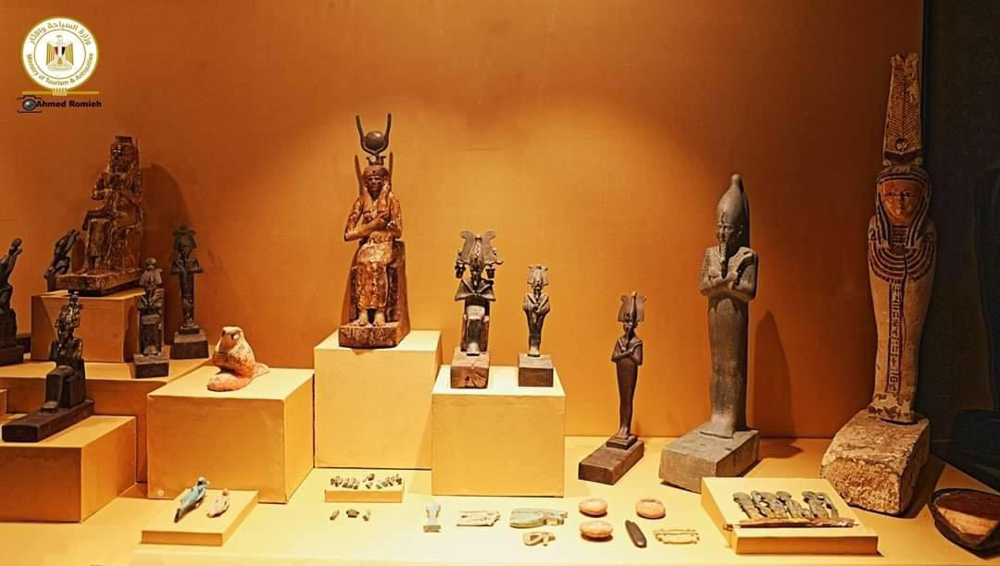 وزارة السياحة والآثار
Ministry of Tourism & Antiquities
Ahmed Romieh